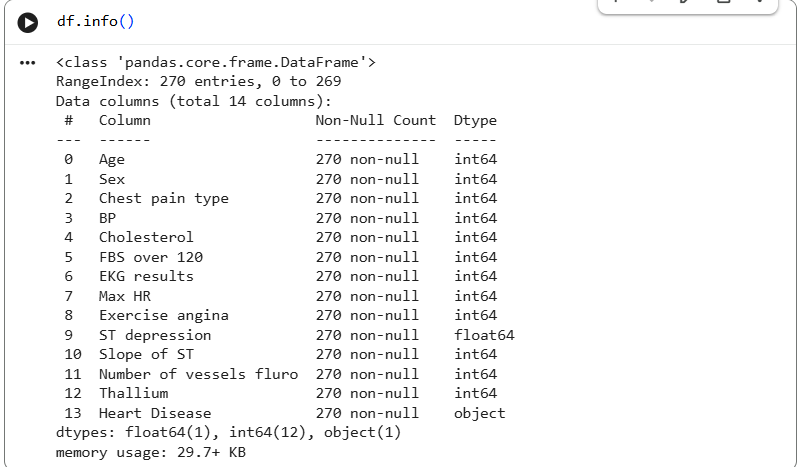 df.info()
<class 'pandas.core.frame.DataFrame'>
RangeIndex: 270 entries, 0 to 269
Data columns (total 14 columns):
 #   Column                   Non-Null Count  Dtype
---  ------                   --------------  -----
 0   Age                      270 non-null    int64
 1   Sex                      270 non-null    int64
 2   Chest pain type          270 non-null    int64
 3   BP                       270 non-null    int64
 4   Cholesterol              270 non-null    int64
 5   FBS over 120             270 non-null    int64
 6   EKG results              270 non-null    int64
 7   Max HR                   270 non-null    int64
 8   Exercise angina          270 non-null    int64
 9   ST depression            270 non-null    float64
 10  Slope of ST              270 non-null    int64
 11  Number of vessels fluro  270 non-null    int64
 12  Thallium                 270 non-null    int64
 13  Heart Disease            270 non-null    object
dtypes: float64(1), int64(12), object(1)
memory usage: 29.7+ KB